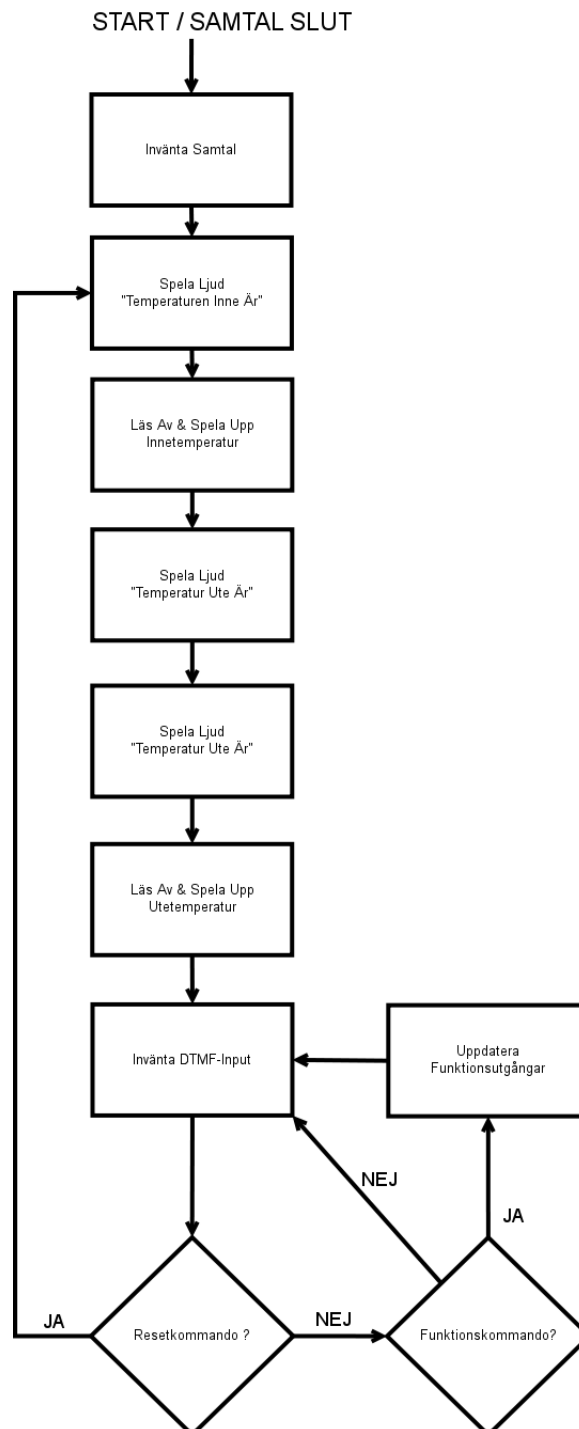 START / SAMTAL SLUT
Invänta Samtal
Spela Ljud
"Temperaturen Inne Är"
Läs Av & Spela Upp
Innetemperatur
Spela Ljud
"Temperatur Ute Är"
Spela Ljud
"Temperatur Ute Är"
Läs Av & Spela Upp
Utetemperatur
Invänta DTMF-Input
Uppdatera
Funktionsutgångar
NEJ
JA
JA
Resetkommando ?
NEJ
Funktionskommando?